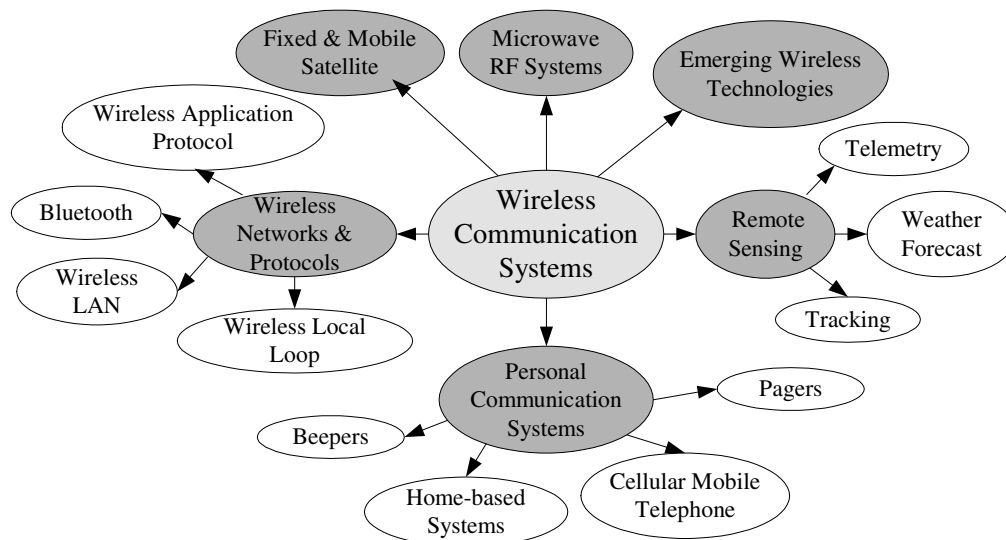 Fixed & Mobile
Satellite
Microwave
RF Systems
Emerging Wireless
Technologies
Wireless Application
Protocol
Telemetry
Bluetooth
Wireless
Networks &
Protocols
Wireless
Communication
Systems
Remote
Sensing
Weather
Forecast
Wireless
LAN
Wireless Local
Loop
Tracking
Personal
Communication
Systems
Pagers
Beepers
Home-based
Systems
Cellular Mobile
Telephone